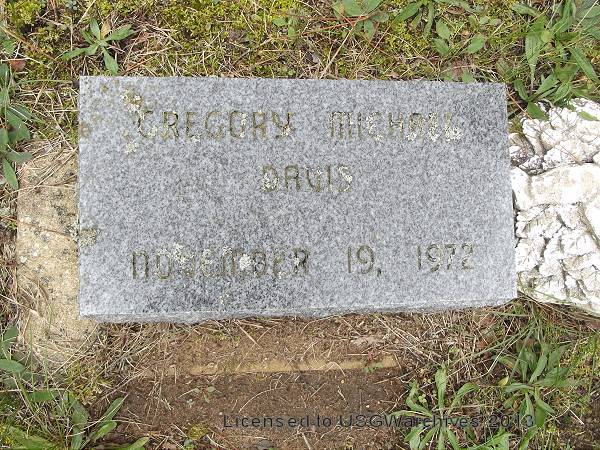 GREGORY MICHAEL
DAVIS
NOVEMBER 19, 1972
Licensed to USGWarchives 2010